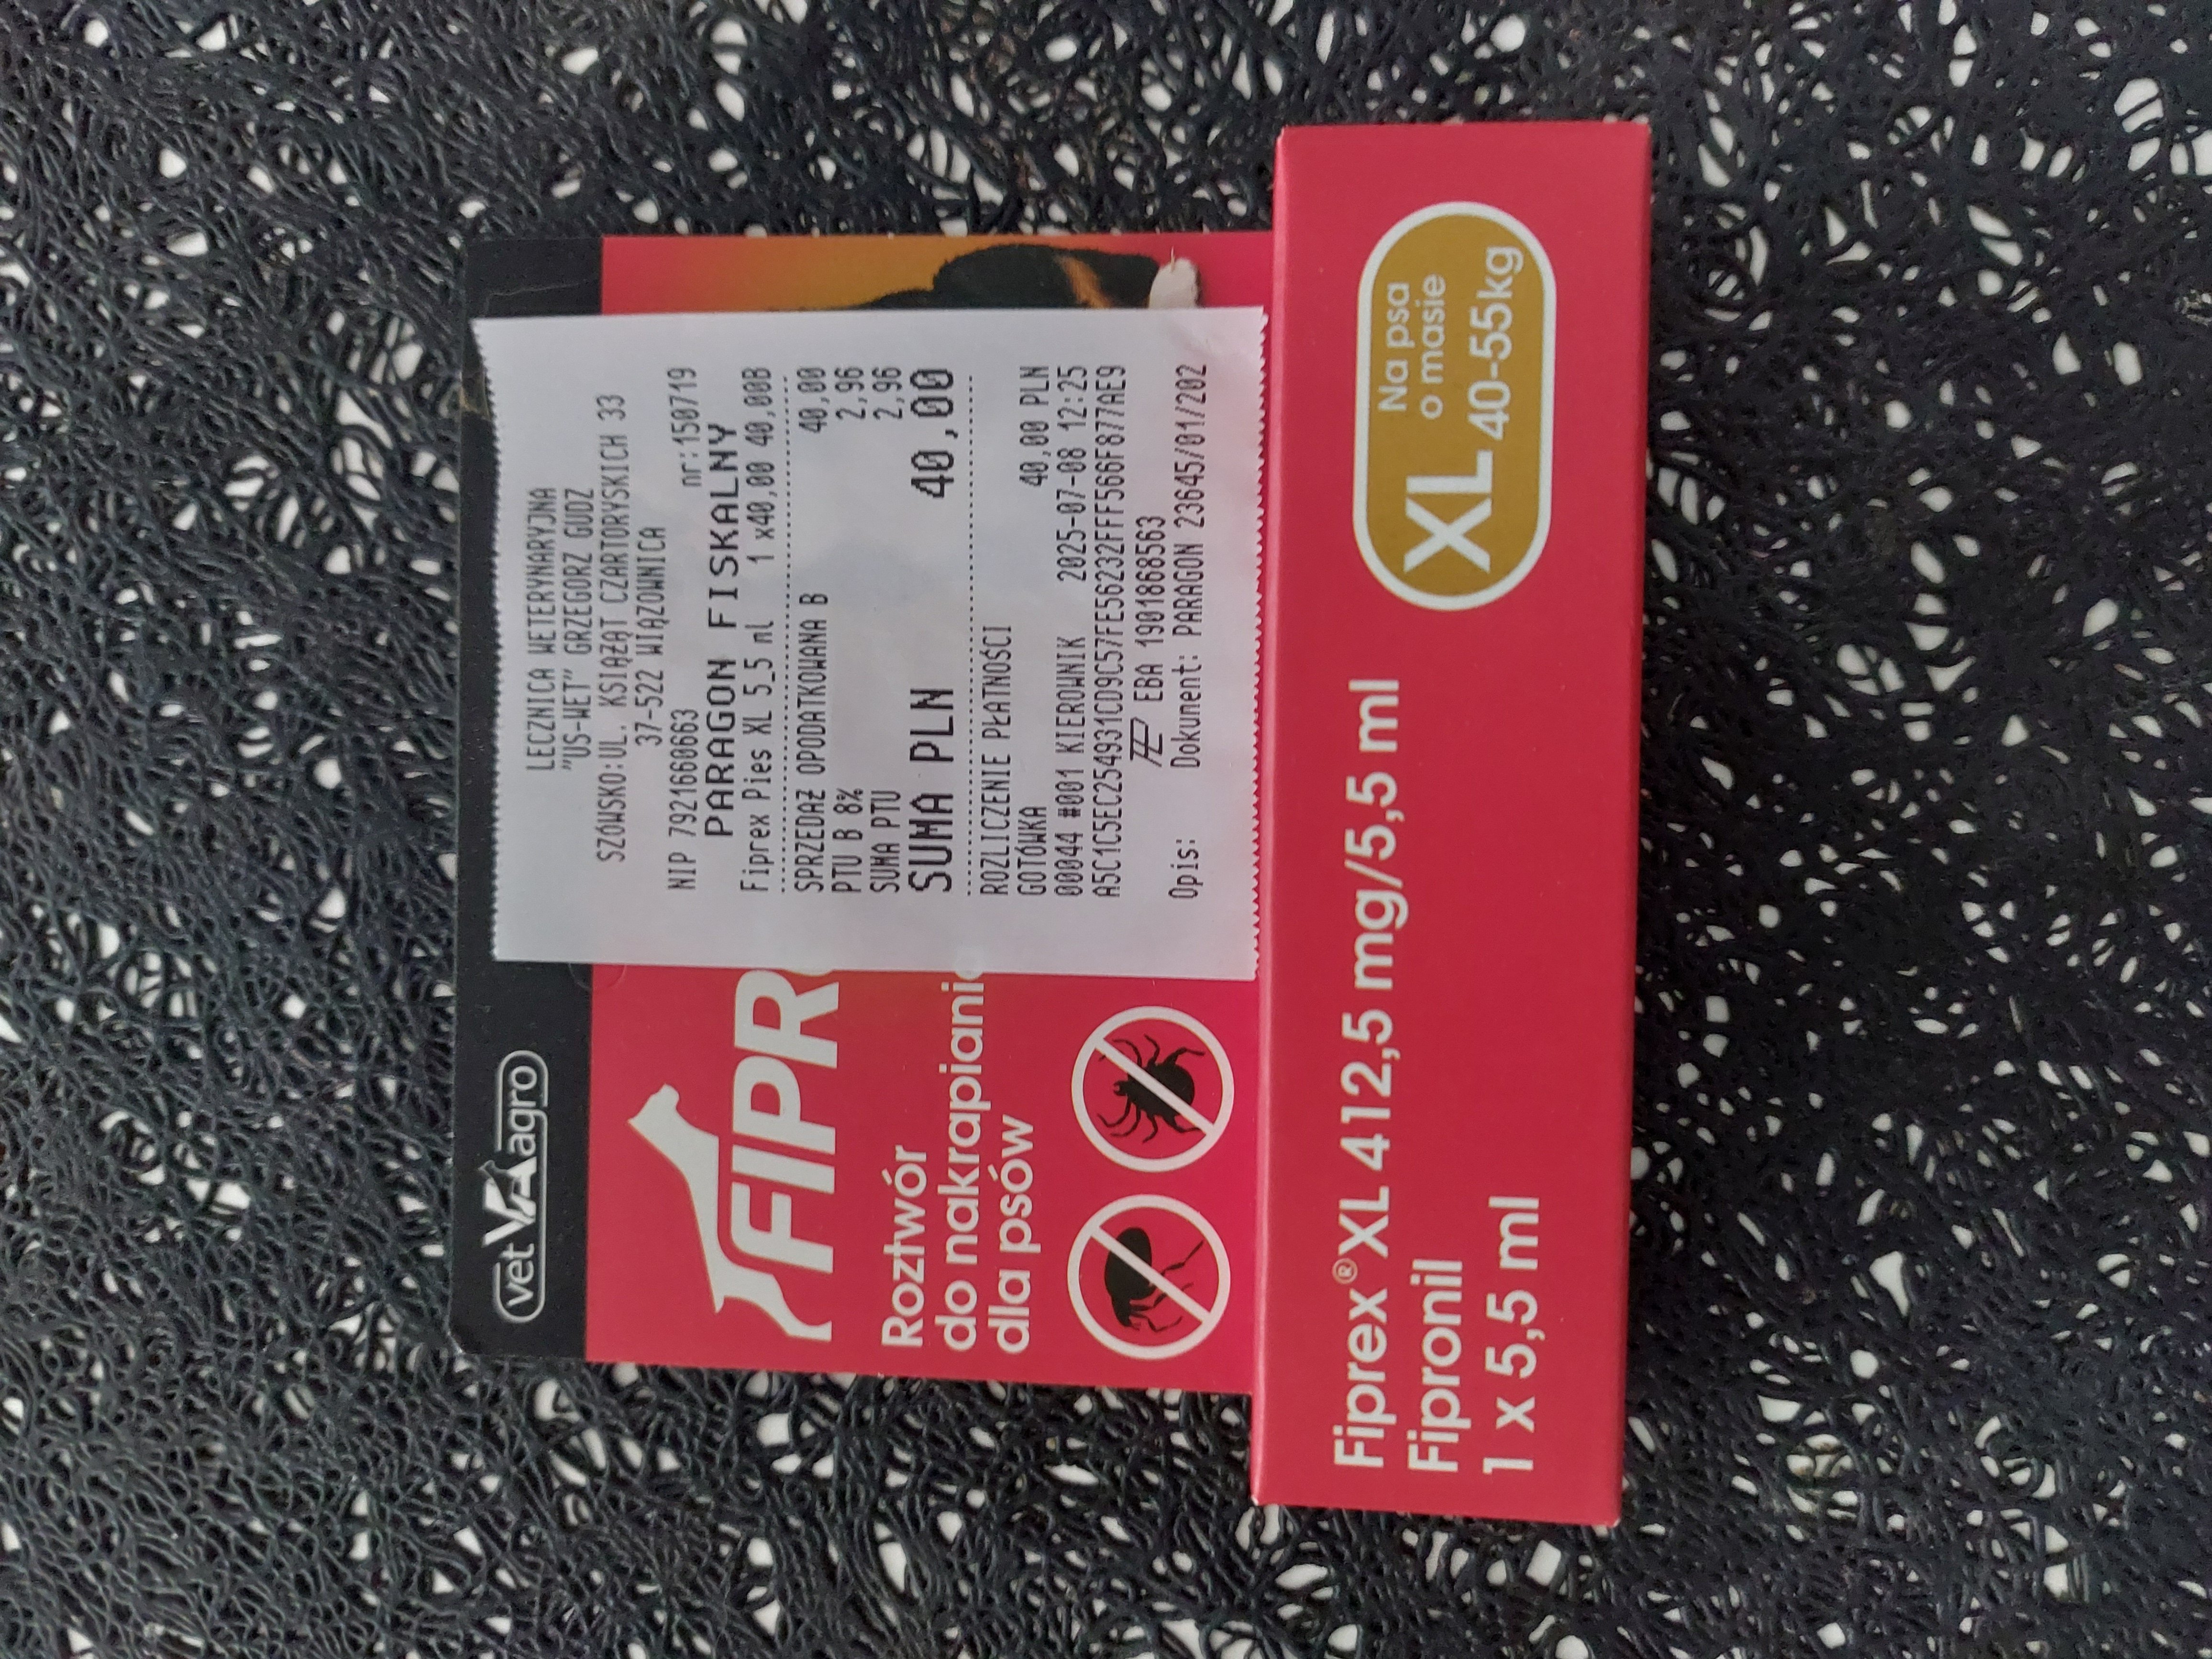 vet VA agro
LECZNICA WETERYNARYJNA
"US-WET" GRZEGORZ GUDZ
SZÓWSKO:UL. KSIĄŻĄT CZARTORYSKICH 33
37-522 WIĄZOWNICA
NIP 7921660663 nr:150719
PARAGON FISKALNY
Fiprex Pies XL 5_5 ml 1 x40,00 40,00B
SPRZEDAŻ OPODATKOWANA B 40,00
PTU B 8% 2,96
SUMA PTU 2,96
SUMA PLN 40,00
ROZLICZENIE PŁATNOŚCI
GOTÓWKA 40,00 PLN
00044 #001 KIEROWNIK 2025-07-08 12:25
A5C1C5EC254931CD9C57FE56232FFF566F877AE9
EBA 1901868563
Opis: Dokument: PARAGON 23645/01/202
FIPR
Roztwór
do nakrapiania
dla psów
Fiprex® XL 412,5 mg/5,5 ml
Fipronil
1 x 5,5 ml
Na psa
o masie
XL 40-55kg